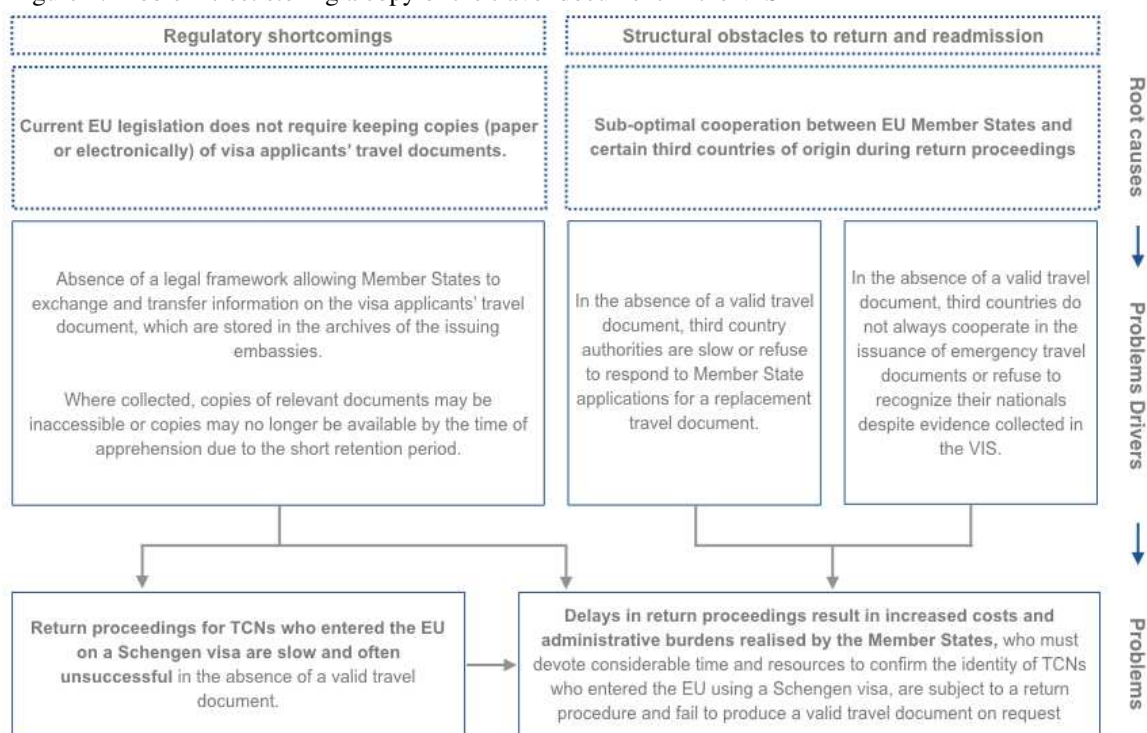 Regulatory shortcomings
Structural obstacles to return and readmission
Current EU legislation does not require keeping copies (paper
or electronically) of visa applicants' travel documents.
Sub-optimal cooperation between EU Member States and
certain third countries of origin during return proceedings
Root causes
Absence of a legal framework allowing Member States to
exchange and transfer information on the visa applicants' travel
document, which are stored in the archives of the issuing
embassies.
Where collected, copies of relevant documents may be
inaccessible or copies may no longer be available by the time of
apprehension due to the short retention period.
In the absence of a valid travel
document, third country
authorities are slow or refuse
to respond to Member State
applications for a replacement
travel document.
In the absence of a valid travel
document, third countries do
not always cooperate in the
issuance of emergency travel
documents or refuse to
recognize their nationals
despite evidence collected in
the VIS.
Problems Drivers
Return proceedings for TCNs who entered the EU
on a Schengen visa are slow and often
unsuccessful in the absence of a valid travel
document.
Delays in return proceedings result in increased costs and
administrative burdens realised by the Member States, who must
devote considerable time and resources to confirm the identity of TCNs
who entered the EU using a Schengen visa, are subject to a return
procedure and fail to produce a valid travel document on request
Problems